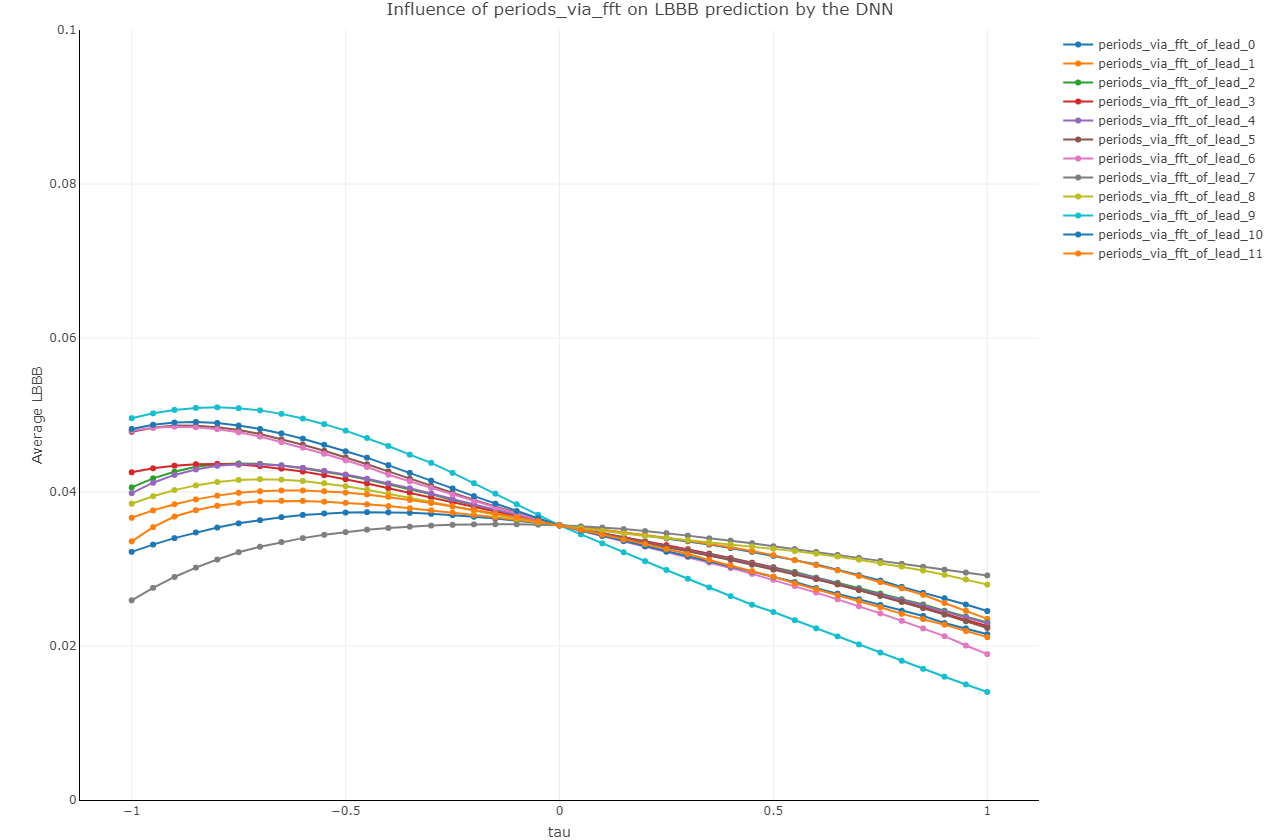 Influence of periods_via_fft on LBBB prediction by the DNN
0.1
0.08
0.06
0.04
0.02
0
Average LBBB
−1
−0.5
0
0.5
1
tau
periods_via_fft_of_lead_0
periods_via_fft_of_lead_1
periods_via_fft_of_lead_2
periods_via_fft_of_lead_3
periods_via_fft_of_lead_4
periods_via_fft_of_lead_5
periods_via_fft_of_lead_6
periods_via_fft_of_lead_7
periods_via_fft_of_lead_8
periods_via_fft_of_lead_9
periods_via_fft_of_lead_10
periods_via_fft_of_lead_11